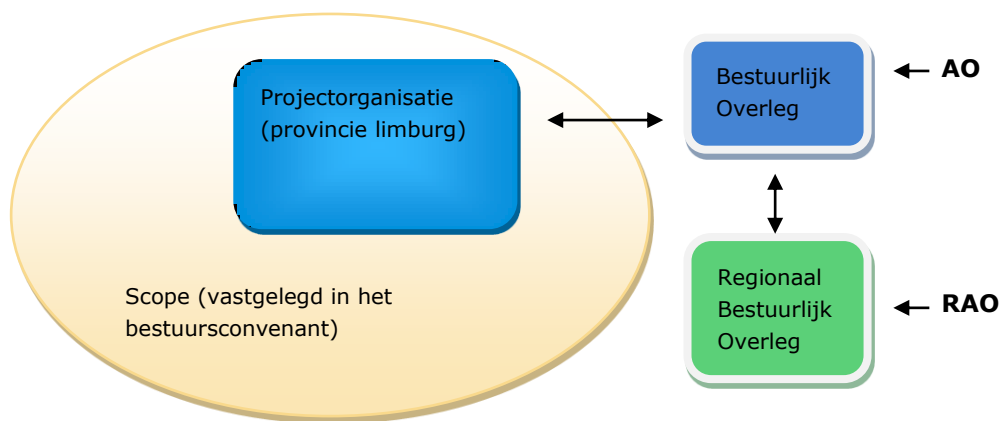 Projectorganisatie
(provincie limburg)
Scope (vastgelegd in het
bestuursconvenant)
Bestuurlijk
Overleg
AO
Regionaal
Bestuurlijk
Overleg
RAO